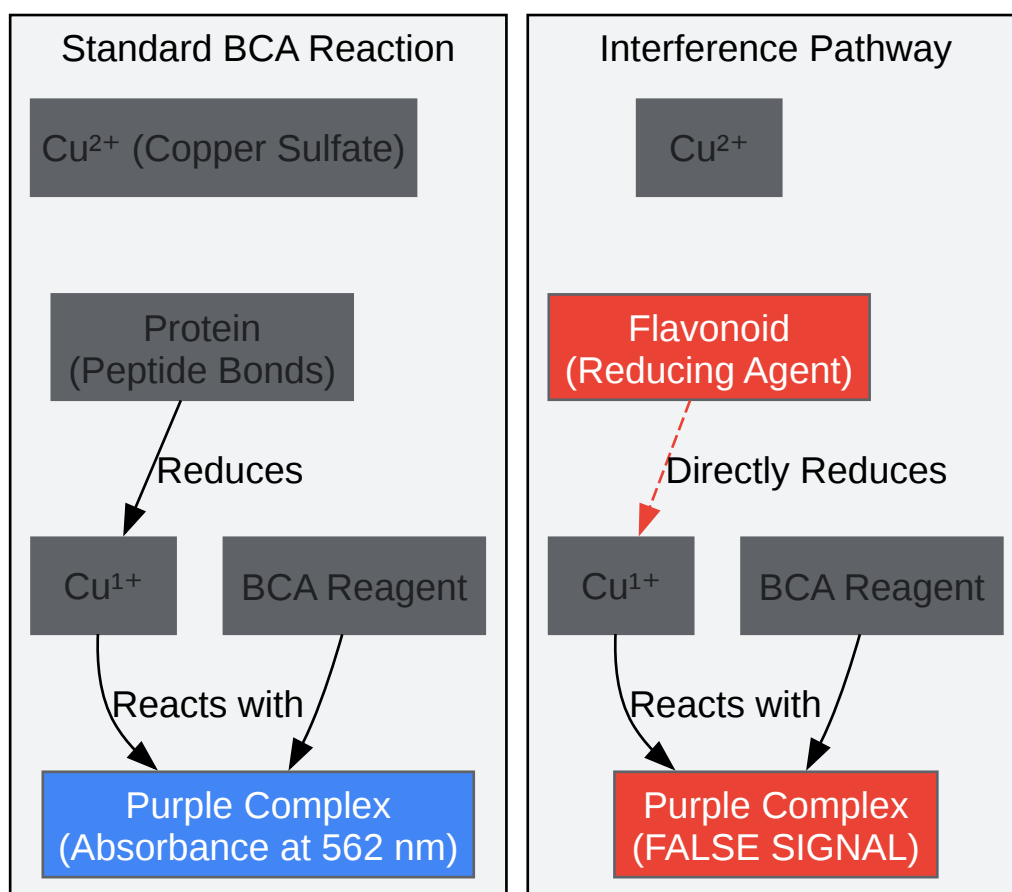 Standard BCA Reaction
Cu²⁺ (Copper Sulfate)
Protein
(Peptide Bonds)
Reduces
Cu¹⁺
BCA Reagent
Reacts with
Purple Complex
(Absorbance at 562 nm)
Interference Pathway
Cu²⁺
Flavonoid
(Reducing Agent)
Directly Reduces
Cu¹⁺
BCA Reagent
Reacts with
Purple Complex
(FALSE SIGNAL)